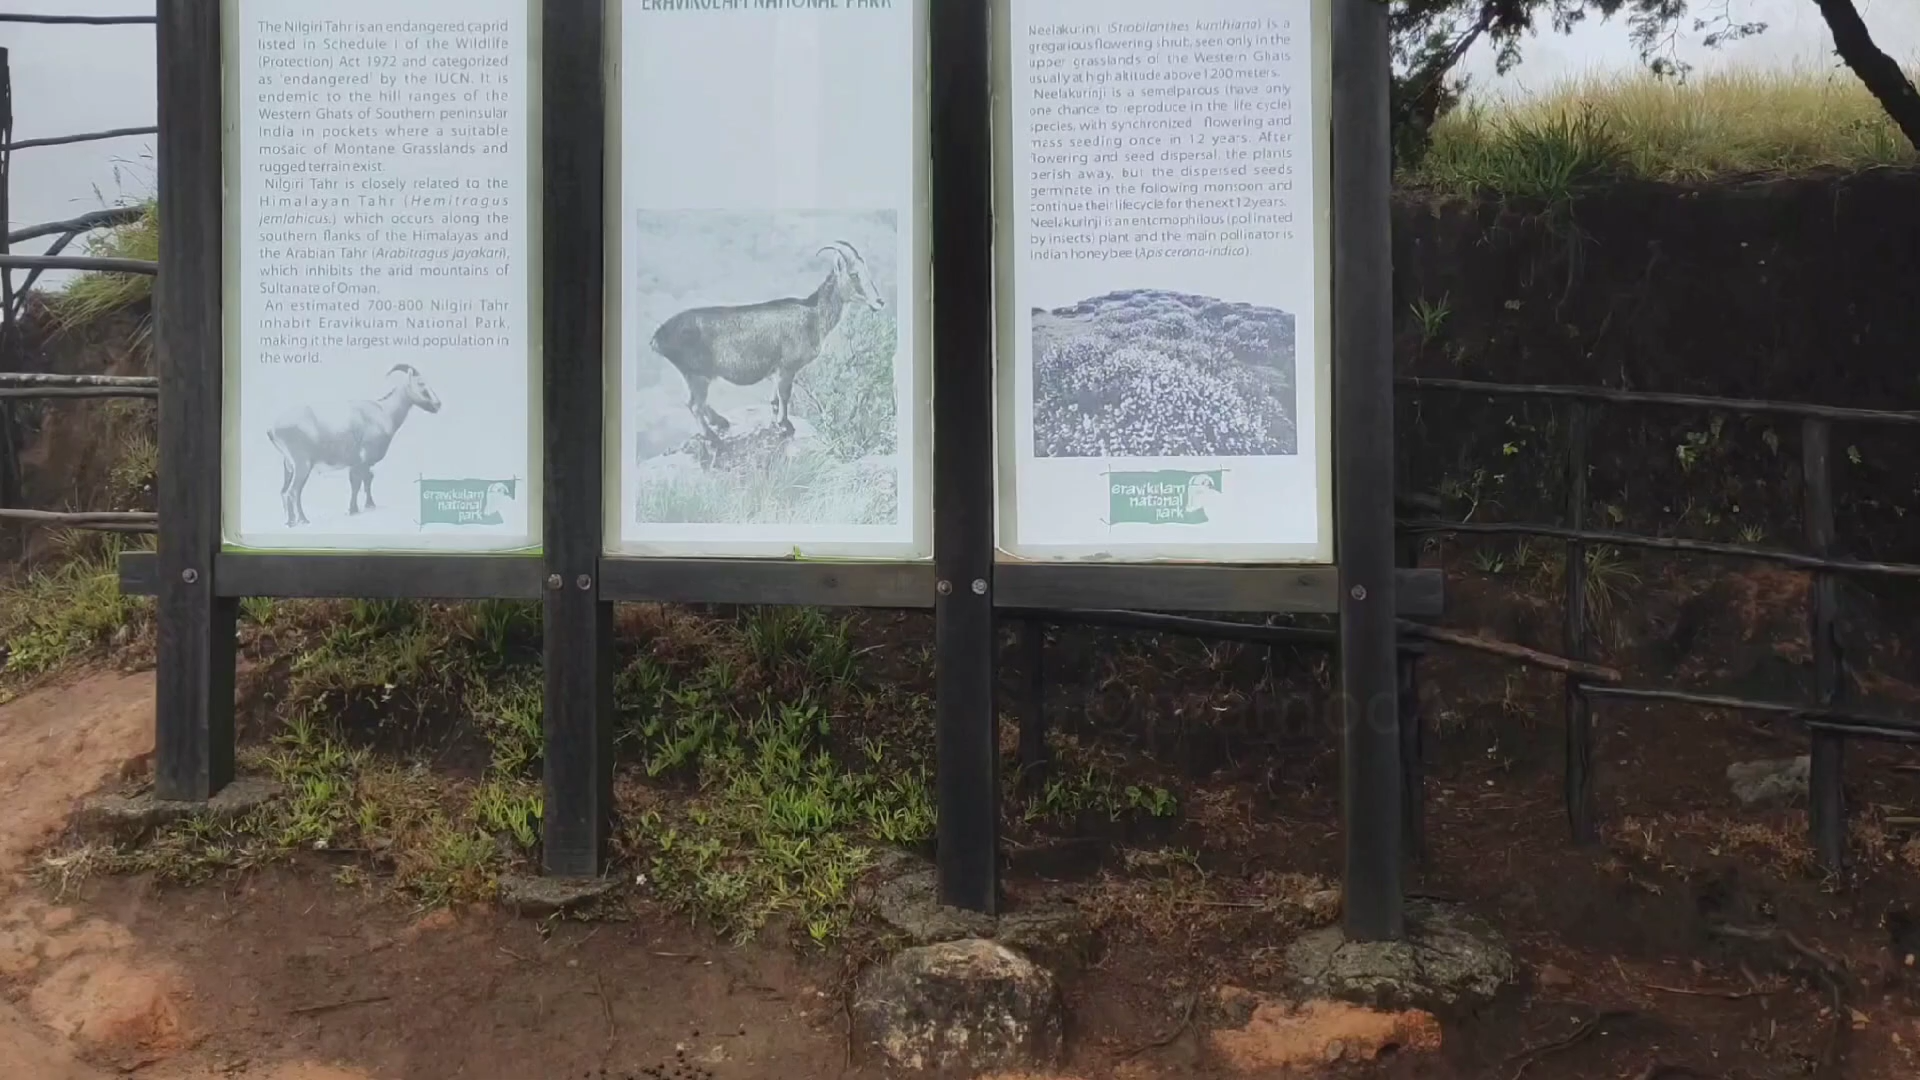 The Nilgiri Tahr is an endangered caprid
listed in Schedule I of the Wildlife
(Protection) Act 1972 and categorized
as 'endangered' by the IUCN. It is
endemic to the hill ranges of the
Western Ghats of Southern peninsular
India in pockets where a suitable
mosaic of Montane Grasslands and
rugged terrain exist.
Nilgiri Tahr is closely related to the
Himalayan Tahr (Hemitragus
jemlahicus,) which occurs along the
southern flanks of the Himalayas and
the Arabian Tahr (Arabitragus jayakari),
which inhibits the arid mountains of
Sultanate of Oman.
An estimated 700-800 Nilgiri Tahr
inhabit Eravikulam National Park,
making it the largest wild population in
the world.
eravikulam
national
park
ERAVIKULAM NATIONAL PARK
Neelakurinji (Strobilanthes kunthiana) is a
gregarious flowering shrub, seen only in the
upper grasslands of the Western Ghats
usually at high altitude above 1200 meters.
Neelakurinji is a semelparous (have only
one chance to reproduce in the life cycle)
species, with synchronized flowering and
mass seeding once in 12 years. After
flowering and seed dispersal, the plants
perish away, but the dispersed seeds
germinate in the following monsoon and
continue their lifecycle for the next 12 years.
Neelakurinji is an entomophilous (pollinated
by insects) plant and the main pollinator is
Indian honeybee (Apis cerana-indica).
eravikulam
national
park